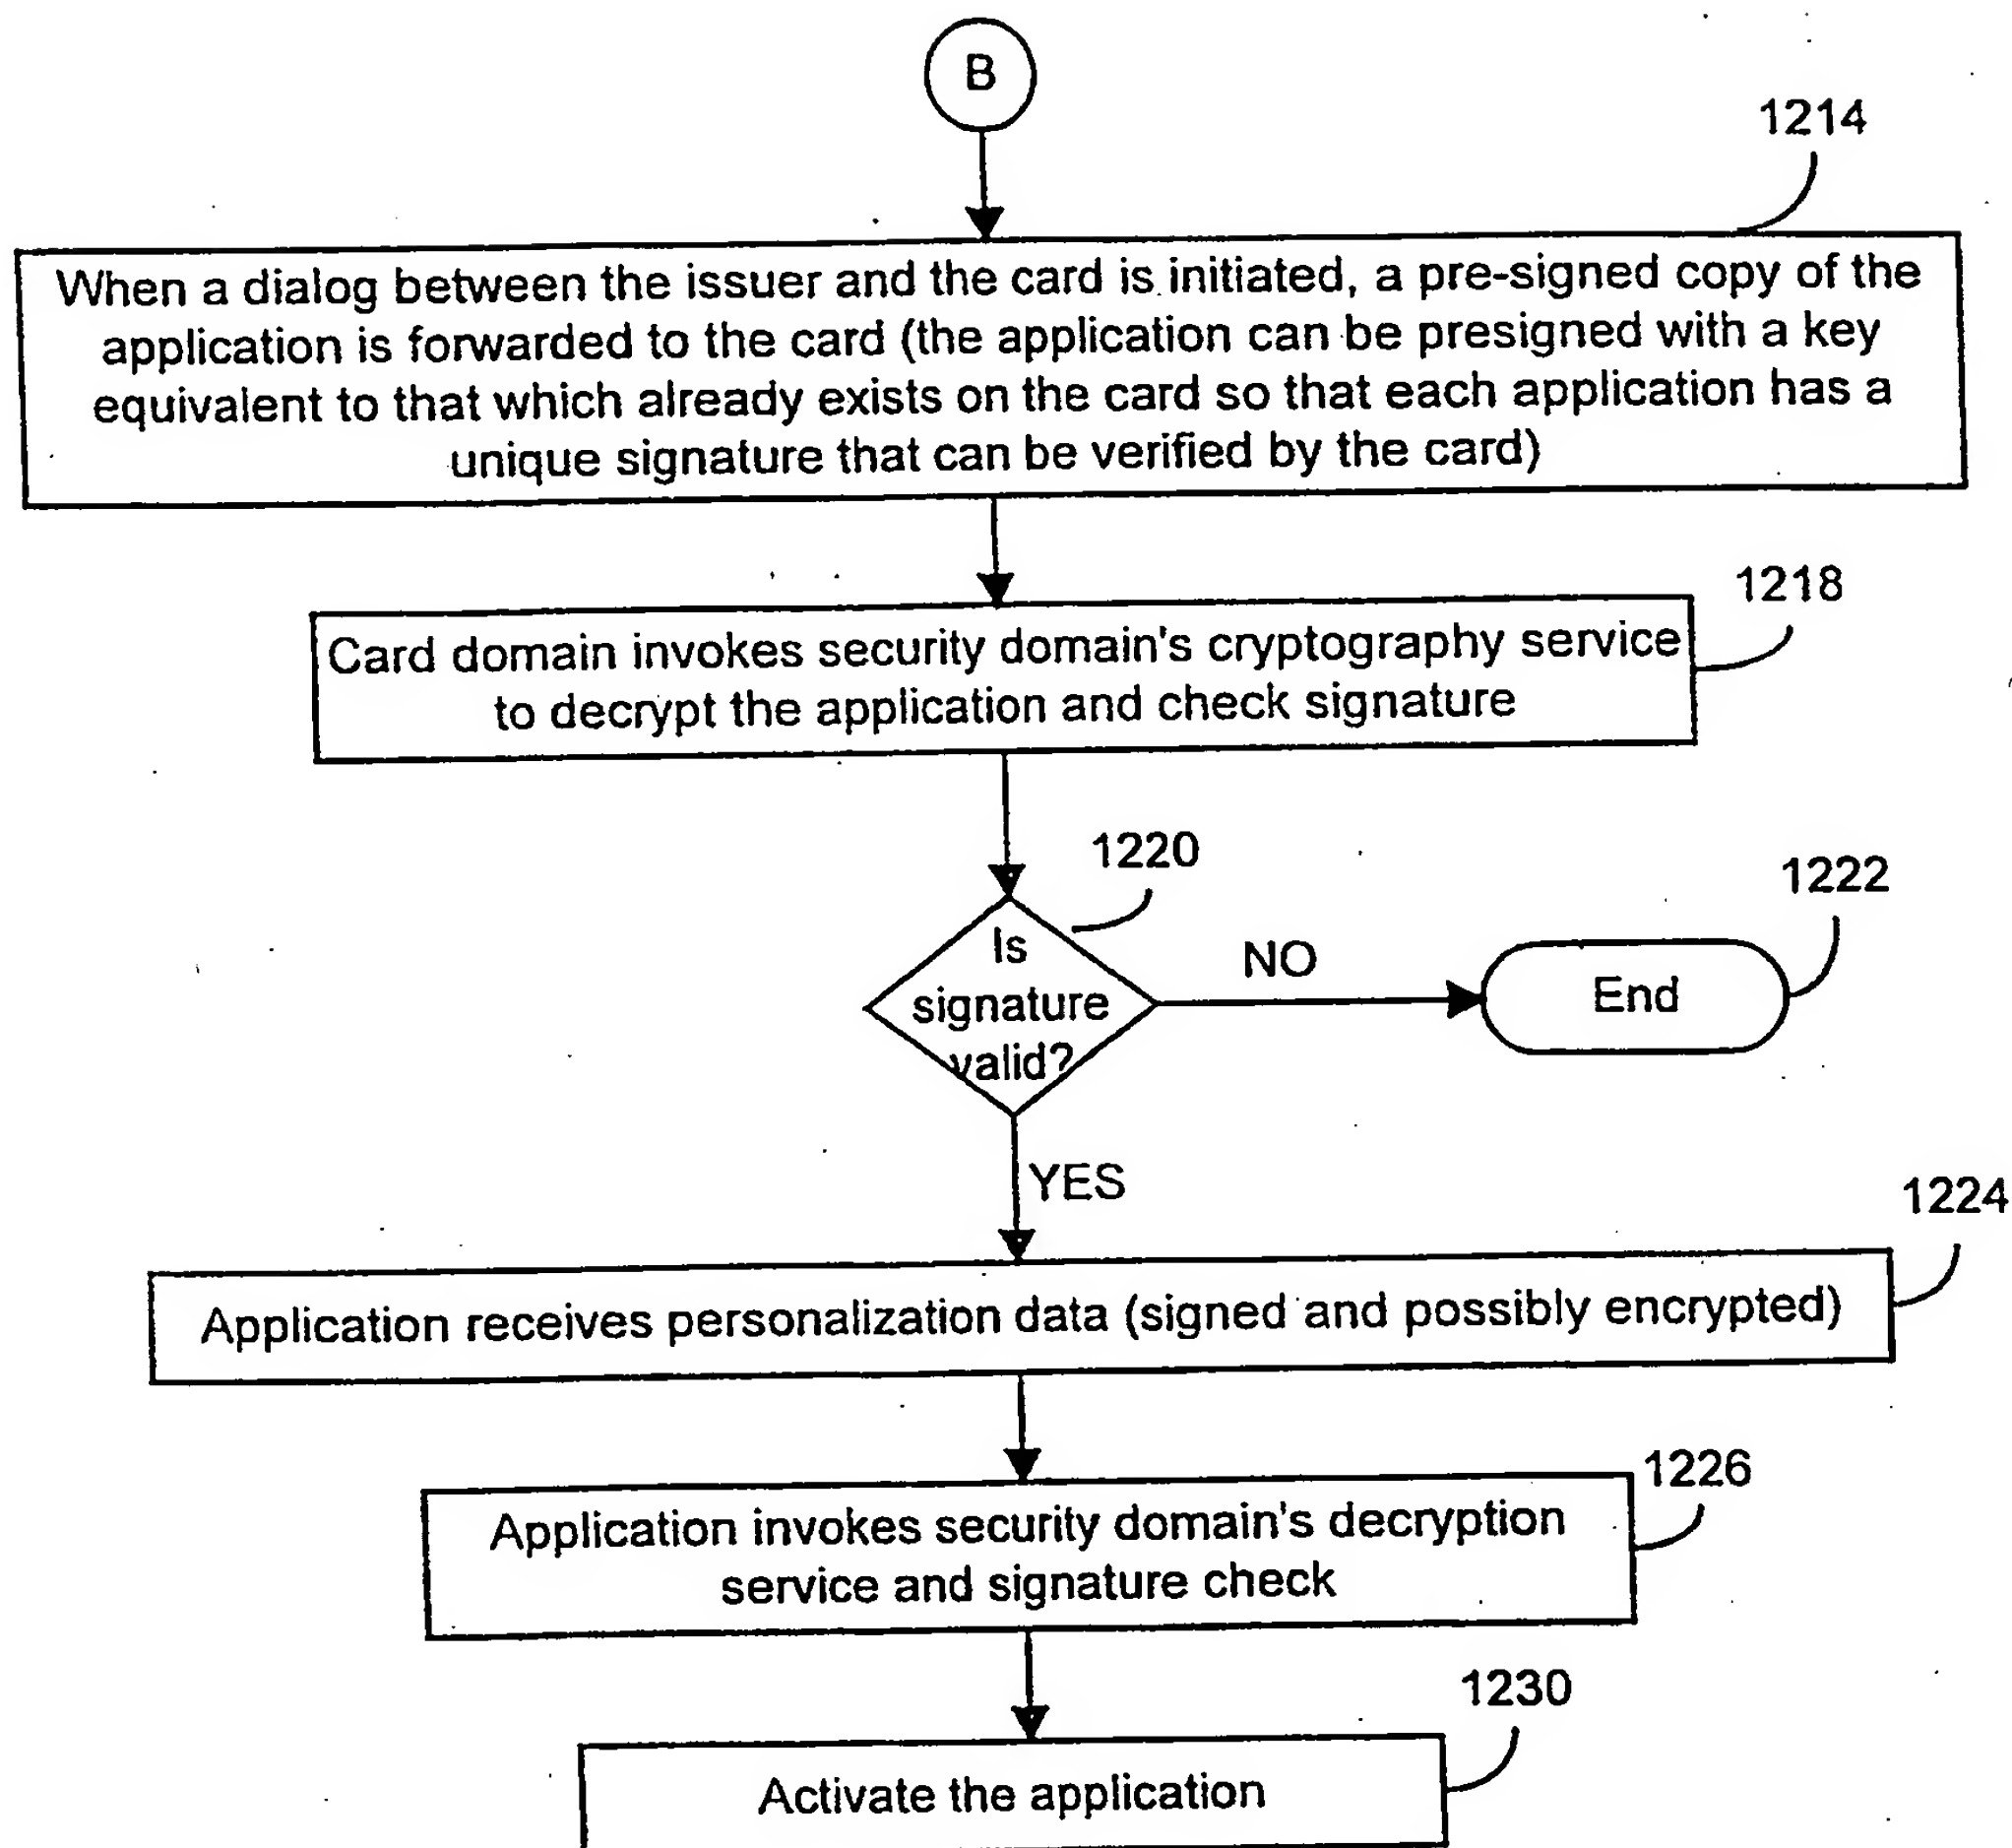 B
1214
When a dialog between the issuer and the card is initiated, a pre-signed copy of the
application is forwarded to the card (the application can be presigned with a key
equivalent to that which already exists on the card so that each application has a
unique signature that can be verified by the card)
1218
Card domain invokes security domain's cryptography service
to decrypt the application and check signature
1220
1222
Is
signature
valid?
NO
End
YES
1224
Application receives personalization data (signed and possibly encrypted)
1226
Application invokes security domain's decryption
service and signature check
1230
Activate the application